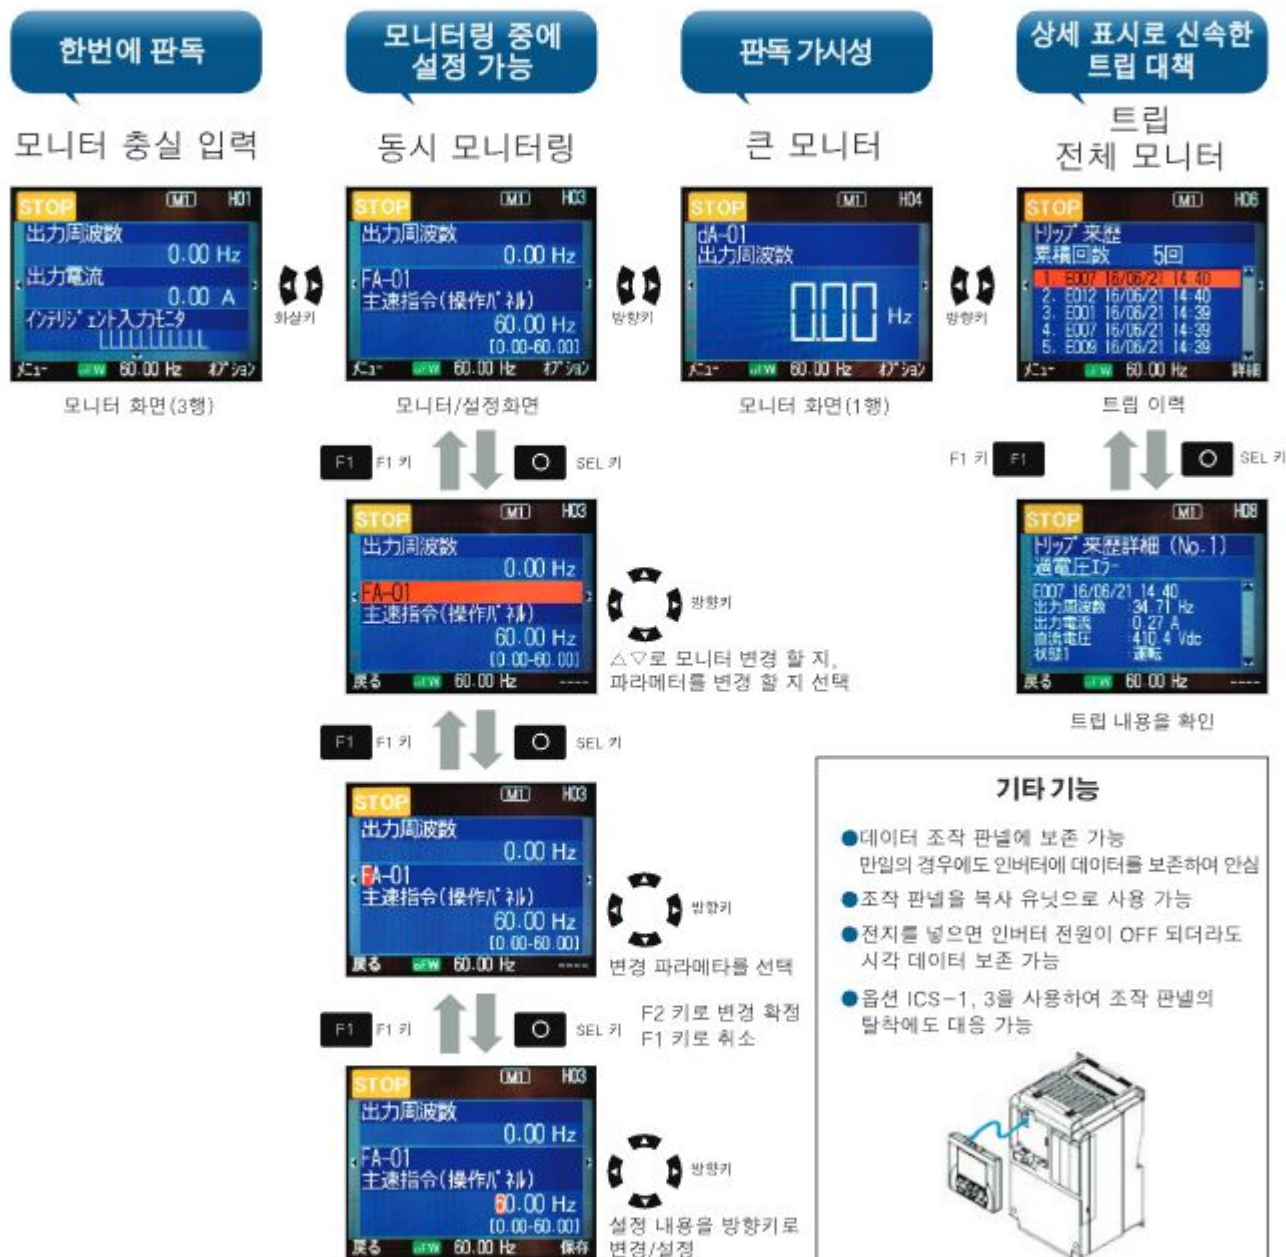 한번에 판독
모니터 충실 입력
STOP M1 H01
出力周波数
0.00 Hz
出力電流
0.00 A
インテリジェント入力モニタ
メニュー oFW 60.00 Hz オプション
모니터 화면(3행)
화살키
모니터링 중에
설정 가능
동시 모니터링
STOP M1 H03
出力周波数
0.00 Hz
FA-01
主速指令(操作パネル)
60.00 Hz
[0.00-60.00]
メニュー oFW 60.00 Hz オプション
모니터/설정화면
방향키
판독 가시성
큰 모니터
STOP M1 H04
dA-01
出力周波数
0.00 Hz
メニュー oFW 60.00 Hz オプション
모니터 화면(1행)
방향키
상세 표시로 신속한
트립 대책
트립
전체 모니터
STOP M1 H06
トリップ来歴
累積回数 5回
1. E007 16/06/21 14:40
2. E012 16/06/21 14:40
3. E001 16/06/21 14:39
4. E007 16/06/21 14:39
5. E009 16/06/21 14:39
メニュー oFW 60.00 Hz 詳細
트립 이력
F1 F1 키
SEL 키
STOP M1 H03
出力周波数
0.00 Hz
FA-01
主速指令(操作パネル)
60.00 Hz
[0.00-60.00]
戻る oFW 60.00 Hz ----
방향키
△▽로 모니터 변경 할 지,
파라메터를 변경 할 지 선택
F1 F1 키
SEL 키
STOP M1 H03
出力周波数
0.00 Hz
FA-01
主速指令(操作パネル)
60.00 Hz
[0.00-60.00]
戻る oFW 60.00 Hz ----
방향키
변경 파라메타를 선택
F1 F1 키
SEL 키
F2 키로 변경 확정
F1 키로 취소
STOP M1 H03
出力周波数
0.00 Hz
FA-01
主速指令(操作パネル)
60.00 Hz
[0.00-60.00]
戻る oFW 60.00 Hz 保存
방향키
설정 내용을 방향키로
변경/설정
F1 키 F1
SEL 키
STOP M1 H08
トリップ来歴詳細 (No.1)
過電圧エラー
E007 16/06/21 14:40
出力周波数 :34.71 Hz
出力電流 :0.27 A
直流電圧 :410.4 Vdc
状態1 :運転
戻る oFW 60.00 Hz ----
트립 내용을 확인
기타 기능
●데이터 조작 판넬에 보존 가능
만일의 경우에도 인버터에 데이터를 보존하여 안심
●조작 판넬을 복사 유닛으로 사용 가능
●전지를 넣으면 인버터 전원이 OFF 되더라도
시각 데이터 보존 가능
●옵션 ICS-1, 3을 사용하여 조작 판넬의
탈착에도 대응 가능